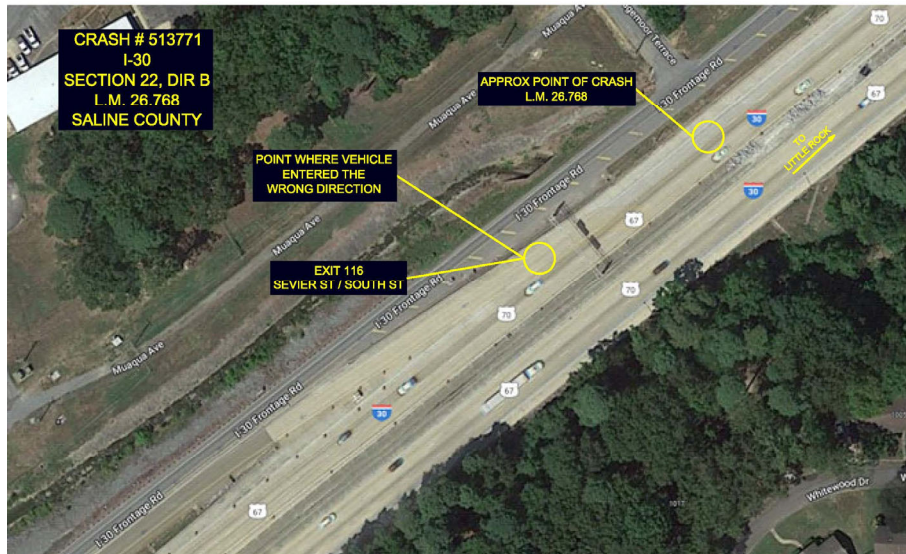 CRASH # 513771
I-30
SECTION 22, DIR B
L.M. 26.768
SALINE COUNTY
Muaqua Ave
70
APPROX POINT OF CRASH
L.M. 26.768
I-30 Frontage Rd
67
Muaqua Ave
30
TO
LITTLE ROCK
POINT WHERE VEHICLE
ENTERED THE
WRONG DIRECTION
30
I-30 Frontage Rd
67
Muaqua Ave
EXIT 116
SEVIER ST / SOUTH ST
70
I-30 Frontage Rd
70
Muaqua Ave
67
30
I-30 Frontage Rd
Whitewood Dr
67
I-30 Frontage Rd